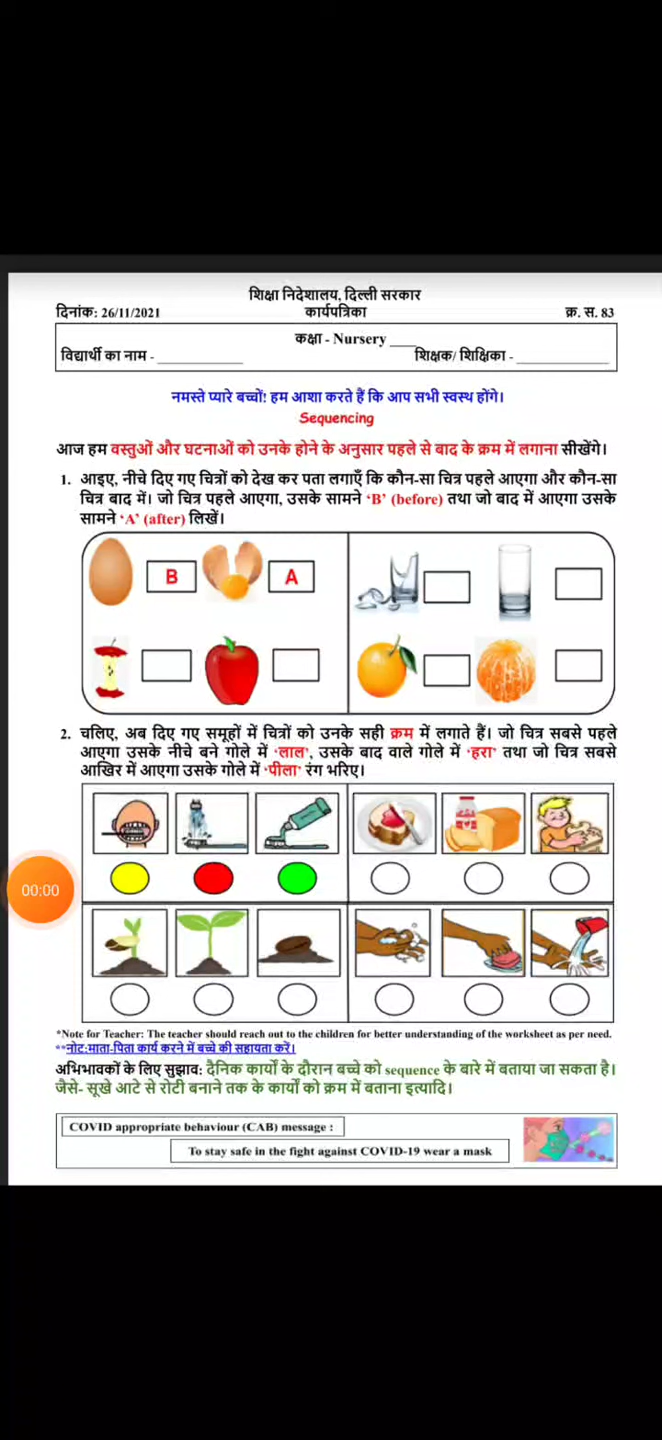 शिक्षा निदेशालय, दिल्ली सरकार
दिनांक: 26/11/2021 कार्यपत्रिका क्र. स. 83
कक्षा - Nursery ____
विद्यार्थी का नाम - ____________ शिक्षक/ शिक्षिका - _____________
नमस्ते प्यारे बच्चों! हम आशा करते हैं कि आप सभी स्वस्थ होंगे।
Sequencing
आज हम वस्तुओं और घटनाओं को उनके होने के अनुसार पहले से बाद के क्रम में लगाना सीखेंगे।
1. आइए, नीचे दिए गए चित्रों को देख कर पता लगाएँ कि कौन-सा चित्र पहले आएगा और कौन-सा
चित्र बाद में। जो चित्र पहले आएगा, उसके सामने 'B' (before) तथा जो बाद में आएगा उसके
सामने 'A' (after) लिखें।
B A
2. चलिए, अब दिए गए समूहों में चित्रों को उनके सही क्रम में लगाते हैं। जो चित्र सबसे पहले
आएगा उसके नीचे बने गोले में 'लाल', उसके बाद वाले गोले में 'हरा' तथा जो चित्र सबसे
आखिर में आएगा उसके गोले में 'पीला' रंग भरिए।
00:00
*Note for Teacher: The teacher should reach out to the children for better understanding of the worksheet as per need.
**नोट:माता-पिता कार्य करने में बच्चे की सहायता करें।
अभिभावकों के लिए सुझाव: दैनिक कार्यों के दौरान बच्चे को sequence के बारे में बताया जा सकता है।
जैसे- सूखे आटे से रोटी बनाने तक के कार्यों को क्रम में बताना इत्यादि।
COVID appropriate behaviour (CAB) message :
To stay safe in the fight against COVID-19 wear a mask